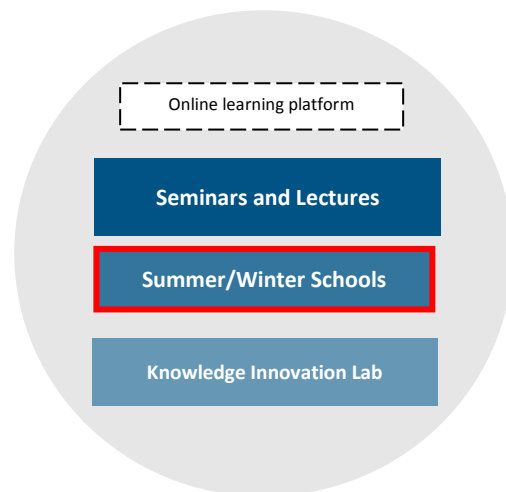 Online learning platform
Seminars and Lectures
Summer/Winter Schools
Knowledge Innovation Lab